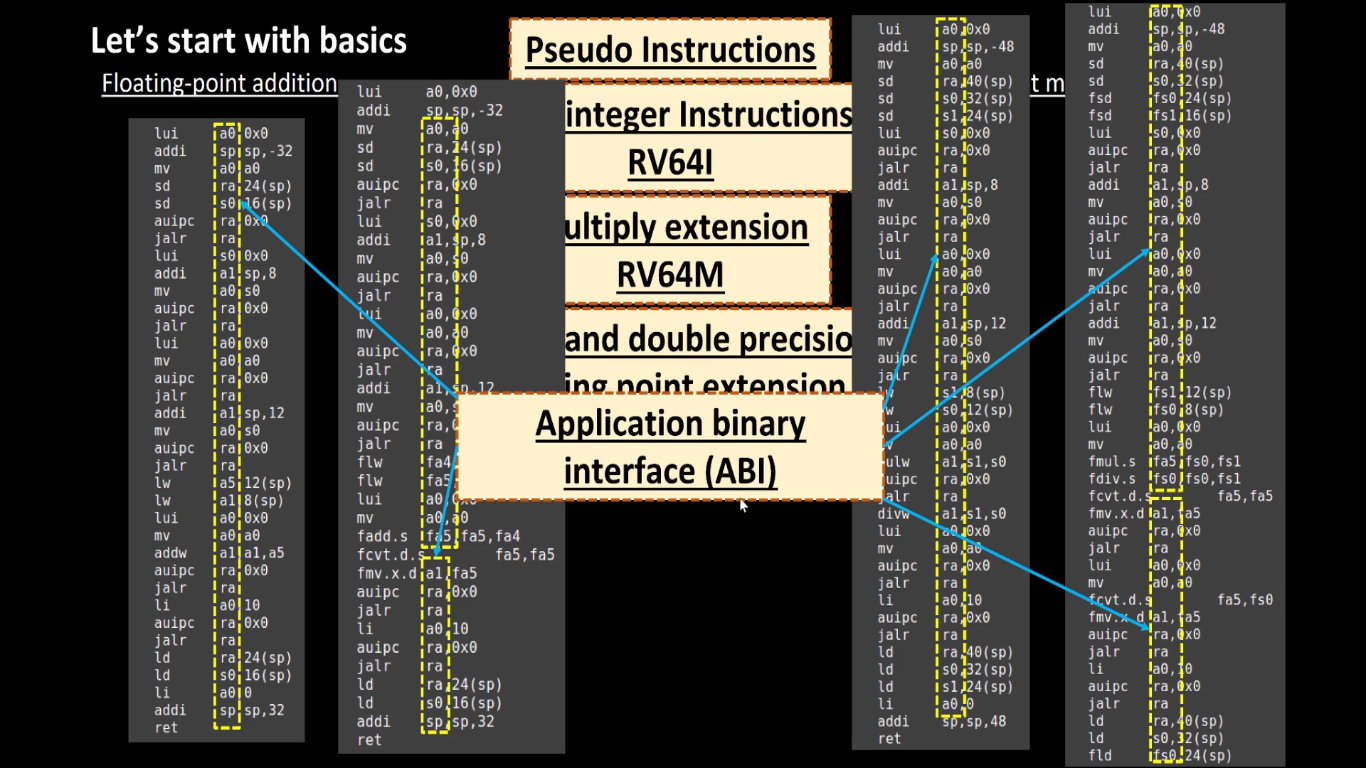 Let's start with basics
Floating-point addition
t m
Pseudo Instructions
integer Instructions
RV64I
ultiply extension
RV64M
and double precisio
ing point extension
Application binary
interface (ABI)
lui a0,0x0
addi sp,sp,-32
mv a0,a0
sd ra,24(sp)
sd s0,16(sp)
auipc ra,0x0
jalr ra
lui s0,0x0
addi a1,sp,8
mv a0,s0
auipc ra,0x0
jalr ra
lui a0,0x0
mv a0,a0
auipc ra,0x0
jalr ra
addi a1,sp,12
mv a0,s0
auipc ra,0x0
jalr ra
lw a5,12(sp)
lw a1,8(sp)
lui a0,0x0
mv a0,a0
addw a1,a1,a5
auipc ra,0x0
jalr ra
li a0,10
auipc ra,0x0
jalr ra
ld ra,24(sp)
ld s0,16(sp)
li a0,0
addi sp,sp,32
ret
lui a0,0x0
addi sp,sp,-32
mv a0,a0
sd ra,24(sp)
sd s0,16(sp)
auipc ra,0x0
jalr ra
lui s0,0x0
addi a1,sp,8
mv a0,s0
auipc ra,0x0
jalr ra
lui a0,0x0
mv a0,a0
auipc ra,0x0
jalr ra
addi a1,sp,12
mv a0,s
auipc ra,
jalr ra
flw fa4
flw fa5
lui a0,0x0
mv a0,a0
fadd.s fa5,fa5,fa4
fcvt.d.s fa5,fa5
fmv.x.d a1,fa5
auipc ra,0x0
jalr ra
li a0,10
auipc ra,0x0
jalr ra
ld ra,24(sp)
ld s0,16(sp)
addi sp,sp,32
ret
lui a0,0x0
addi sp,sp,-48
mv a0,a0
sd ra,40(sp)
sd s0,32(sp)
sd s1,24(sp)
lui s0,0x0
auipc ra,0x0
jalr ra
addi a1,sp,8
mv a0,s0
auipc ra,0x0
jalr ra
lui a0,0x0
mv a0,a0
auipc ra,0x0
jalr ra
addi a1,sp,12
mv a0,s0
auipc ra,0x0
jalr ra
lw s1,8(sp)
w s0,12(sp)
ui a0,0x0
a0,a0
ulw a1,s1,s0
uipc ra,0x0
alr ra
divw a1,s1,s0
lui a0,0x0
mv a0,a0
auipc ra,0x0
jalr ra
li a0,10
auipc ra,0x0
jalr ra
ld ra,40(sp)
ld s0,32(sp)
ld s1,24(sp)
li a0,0
addi sp,sp,48
ret
lui a0,0x0
addi sp,sp,-48
mv a0,a0
sd ra,40(sp)
sd s0,32(sp)
fsd fs0,24(sp)
fsd fs1,16(sp)
lui s0,0x0
auipc ra,0x0
jalr ra
addi a1,sp,8
mv a0,s0
auipc ra,0x0
jalr ra
lui a0,0x0
mv a0,a0
auipc ra,0x0
jalr ra
addi a1,sp,12
mv a0,s0
auipc ra,0x0
jalr ra
flw fs1,12(sp)
flw fs0,8(sp)
lui a0,0x0
mv a0,a0
fmul.s fa5,fs0,fs1
fdiv.s fs0,fs0,fs1
fcvt.d.s fa5,fa5
fmv.x.d a1,fa5
auipc ra,0x0
jalr ra
lui a0,0x0
mv a0,a0
fcvt.d.s fa5,fs0
fmv.x.d a1,fa5
auipc ra,0x0
jalr ra
li a0,10
auipc ra,0x0
jalr ra
ld ra,40(sp)
ld s0,32(sp)
fld fs0,24(sp)